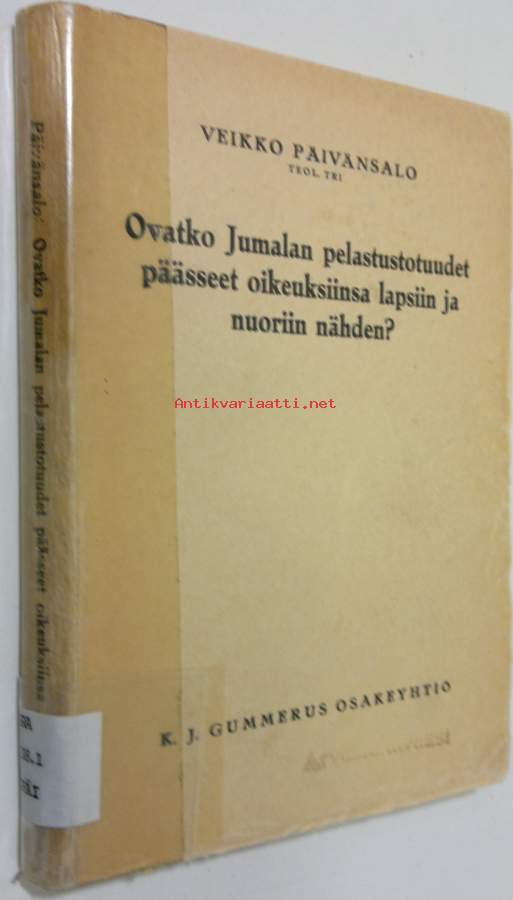 VEIKKO PÄIVÄNSALO
TEOL. TRI
Ovatko Jumalan pelastustotuudet
päässeet oikeuksiinsa lapsiin ja
nuoriin nähden?
Antikvariaatti.net
K. J. GUMMERUS OSAKEYHTIÖ
Päivänsalo: Ovatko Jumalan pelastustotuudet päässeet oikeuksiinsa